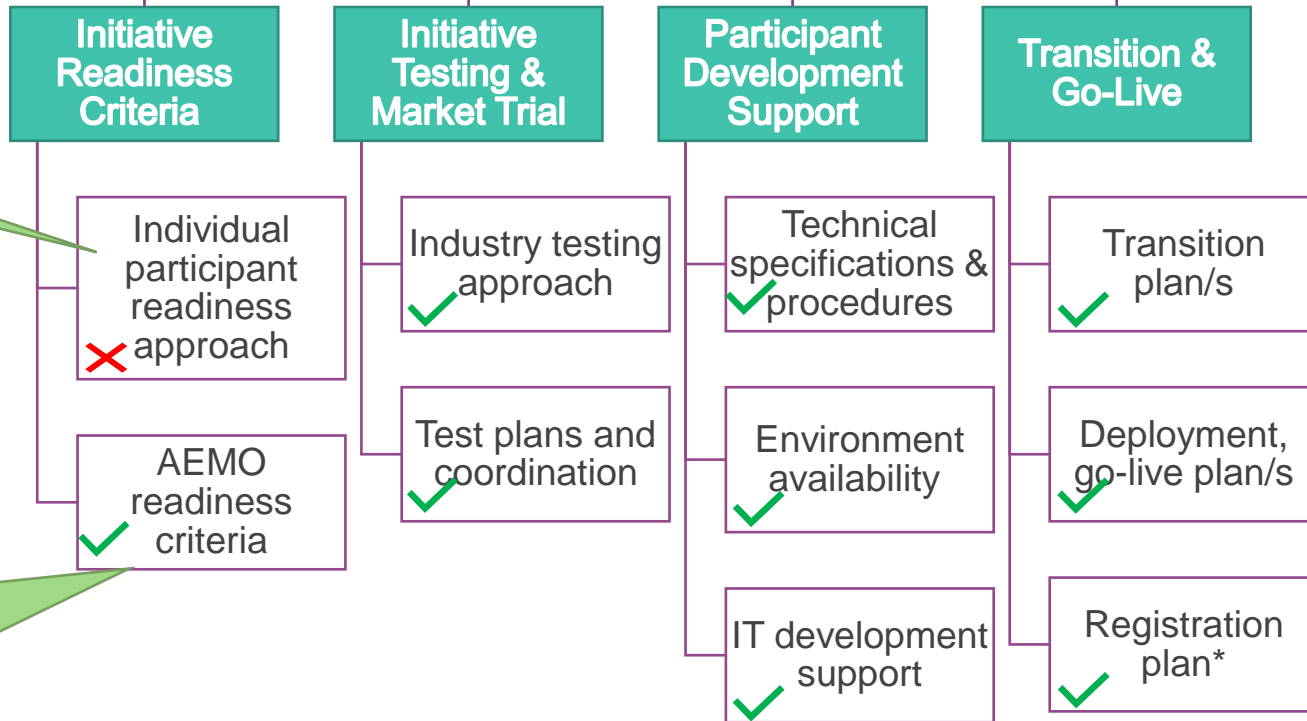 Initiative
Readiness
Criteria
Individual
participant
readiness
approach
AEMO
readiness
criteria
Initiative
Testing &
Market Trial
Industry testing
approach
Test plans and
coordination
Participant
Development
Support
Technical
specifications &
procedures
Environment
availability
IT development
support
Transition &
Go-Live
Transition
plan/s
Deployment,
go-live plan/s
Registration
plan*